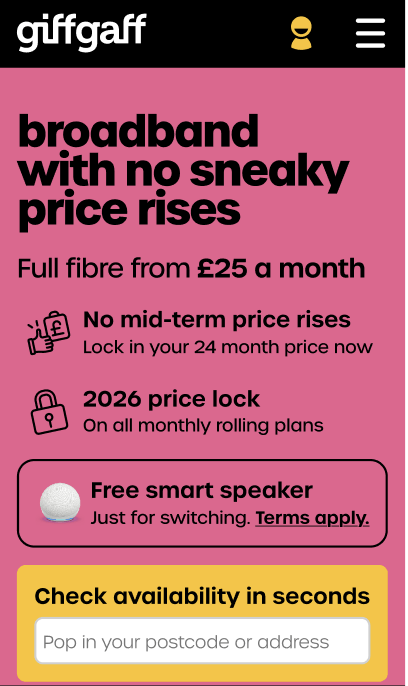 giffgaff
broadband
with no sneaky
price rises
Full fibre from £25 a month
£
No mid-term price rises
Lock in your 24 month price now
2026 price lock
On all monthly rolling plans
Free smart speaker
Just for switching. Terms apply.
Check availability in seconds
Pop in your postcode or address